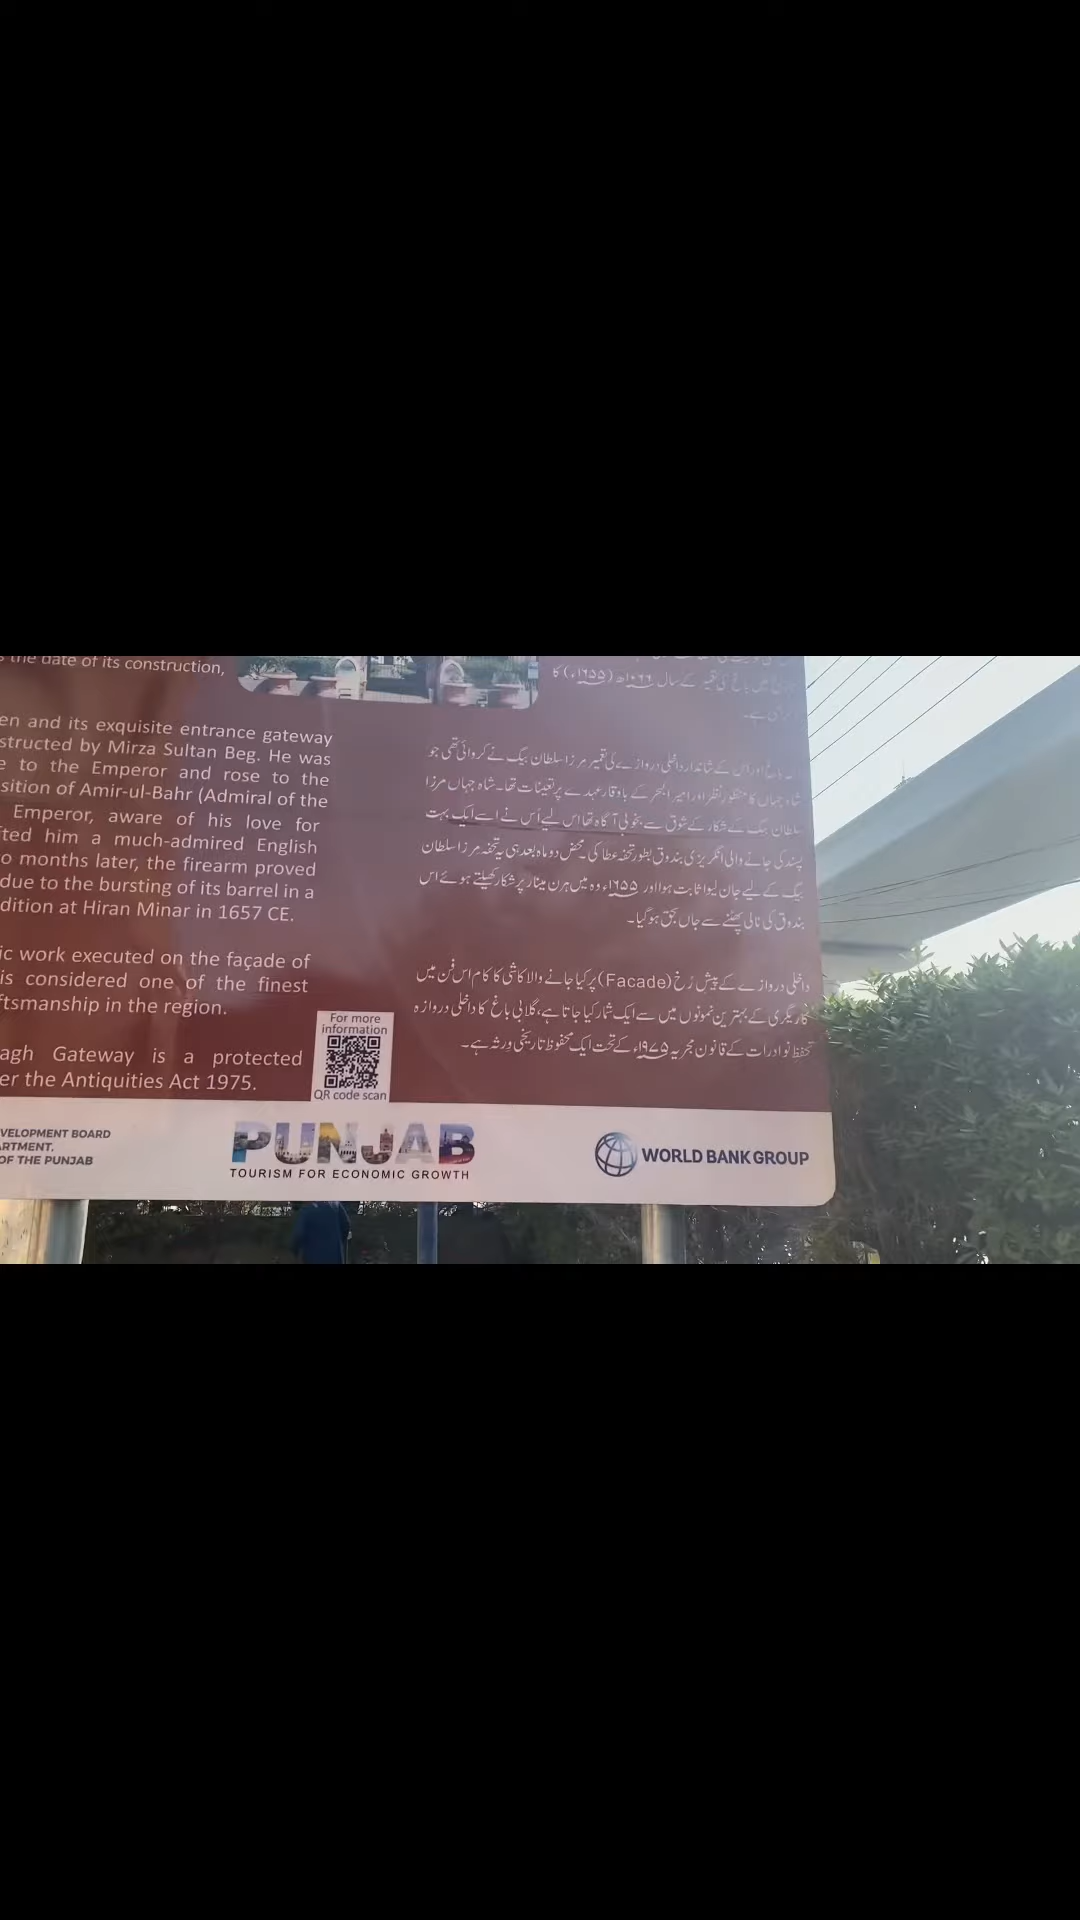 the date of its construction,
en and its exquisite entrance gateway
structed by Mirza Sultan Beg. He was
e to the Emperor and rose to the
sition of Amir-ul-Bahr (Admiral of the
Emperor, aware of his love for
ted him a much-admired English
o months later, the firearm proved
due to the bursting of its barrel in a
dition at Hiran Minar in 1657 CE.
ic work executed on the façade of
is considered one of the finest
ftsmanship in the region.
agh Gateway is a protected
er the Antiquities Act 1975.
For more
information
QR code scan
باغ کی تعمیر کے سال ۱۰۶۶ھ (۱۶۵۵ء) کا
کے شاندار داخلی دروازے کی تعمیر مرزا سلطان بیگ نے کروائی تھی جو
شاہ جہاں کا منظور نظر اور امیر البحر کے باوقار عہدے پر تعینات تھا۔ شاہ جہاں مرزا
سلطان بیگ کے شکار کے شوق سے بخوبی آگاہ تھا اس لیے اُس نے اسے ایک بہت
پسند کی جانے والی انگریزی بندوق بطور تحفہ عطا کی۔ محض دو ماہ بعد ہی یہ تحفہ مرزا سلطان
بیگ کے لیے جان لیوا ثابت ہوا اور ۱۶۵۵ء وہ میں ہرن مینار پر شکار کھیلتے ہوئے اس
بندوق کی نالی پھٹنے سے جاں بحق ہوگیا۔
داخلی دروازے کے پیش رُخ (Facade) پر کیا جانے والا کاشی کا کام اس فن میں
کاریگری کے بہترین نمونوں میں سے ایک شمار کیا جاتا ہے، گلابی باغ کا داخلی دروازہ
تحفظ نوادرات کے قانون مجریہ ۱۹۷۵ء کے تحت ایک محفوظ تاریخی ورثہ ہے۔
VELOPMENT BOARD
ARTMENT.
OF THE PUNJAB
PUNJAB
TOURISM FOR ECONOMIC GROWTH
WORLD BANK GROUP